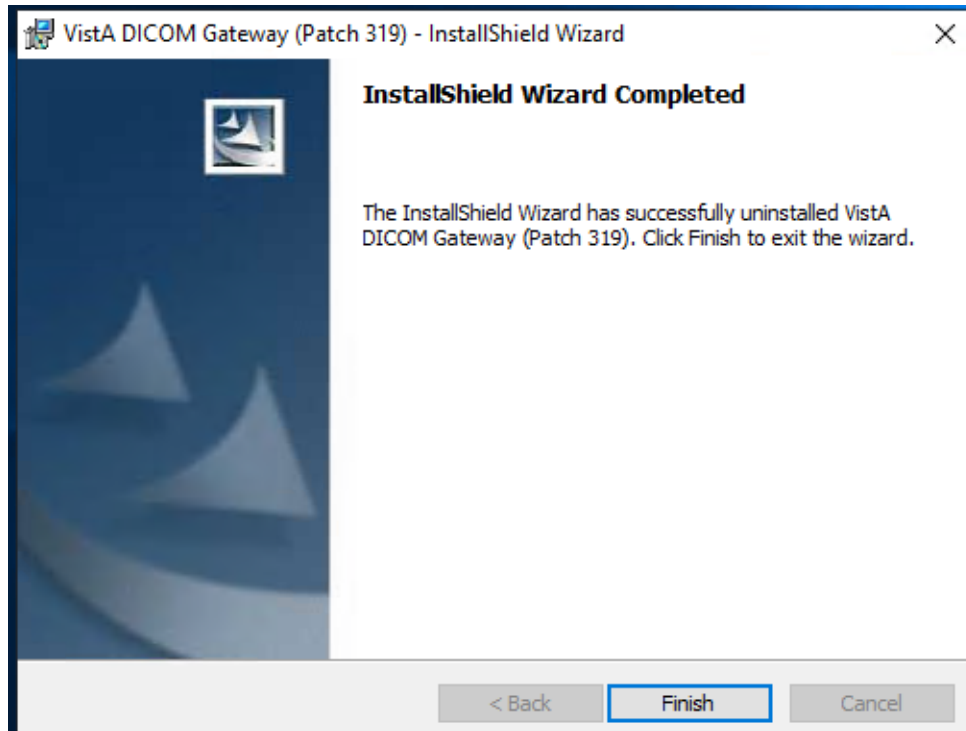 VistA DICOM Gateway (Patch 319) - InstallShield Wizard
InstallShield Wizard Completed
The InstallShield Wizard has successfully uninstalled VistA
DICOM Gateway (Patch 319). Click Finish to exit the wizard.
< Back Finish Cancel